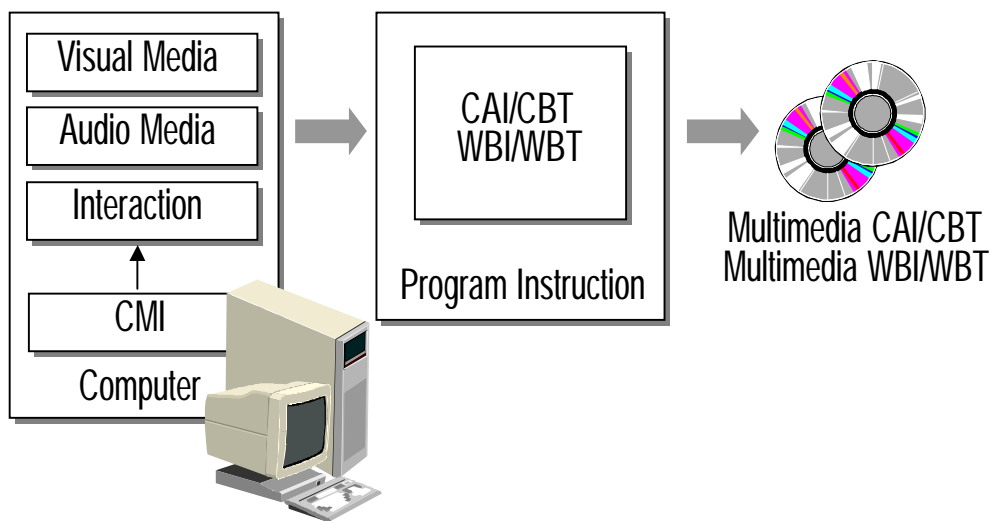 Visual Media
Audio Media
Interaction
CMI
Computer
CAI/CBT
WBI/WBT
Program Instruction
Multimedia CAI/CBT
Multimedia WBI/WBT